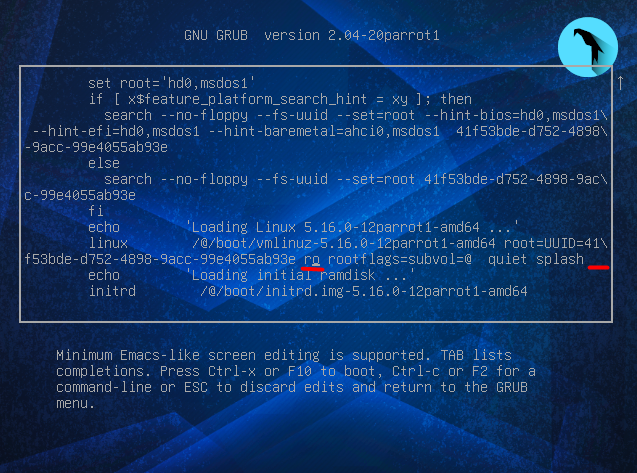 GNU GRUB version 2.04-20parrot1
set root='hd0,msdos1'
if [ x$feature_platform_search_hint = xy ]; then
search --no-floppy --fs-uuid --set=root --hint-bios=hd0,msdos1\
--hint-efi=hd0,msdos1 --hint-baremetal=ahci0,msdos1 41f53bde-d752-4898\
-9acc-99e4055ab93e
else
search --no-floppy --fs-uuid --set=root 41f53bde-d752-4898-9ac\
c-99e4055ab93e
fi
echo 'Loading Linux 5.16.0-12parrot1-amd64 ...'
linux /@/boot/vmlinuz-5.16.0-12parrot1-amd64 root=UUID=41\
f53bde-d752-4898-9acc-99e4055ab93e ro rootflags=subvol=@ quiet splash
echo 'Loading initial ramdisk ...'
initrd /@/boot/initrd.img-5.16.0-12parrot1-amd64
Minimum Emacs-like screen editing is supported. TAB lists
completions. Press Ctrl-x or F10 to boot, Ctrl-c or F2 for a
command-line or ESC to discard edits and return to the GRUB
menu.